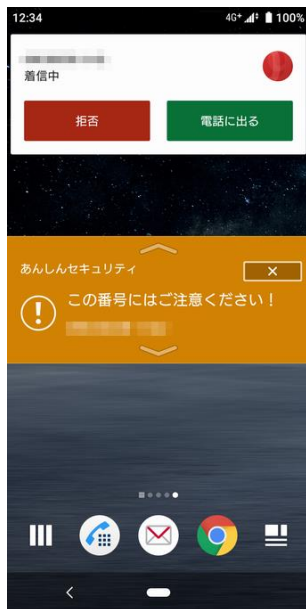 12:34
4G+
100%
着信中
拒否
電話に出る
あんしんセキュリティ
×
この番号にはご注意ください！